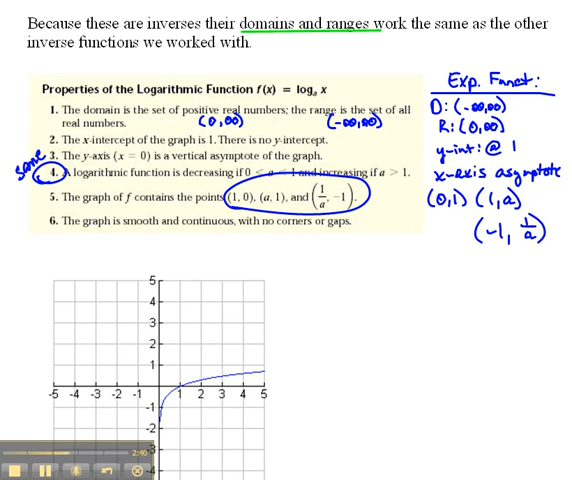 Because these are inverses their domains and ranges work the same as the other
inverse functions we worked with.
Properties of the Logarithmic Function f(x) = logₐ x
1. The domain is the set of positive real numbers; the range is the set of all
real numbers.
(0,∞)
(-∞,∞)
2. The x-intercept of the graph is 1. There is no y-intercept.
same
3. The y-axis (x = 0) is a vertical asymptote of the graph.
4. A logarithmic function is decreasing if 0 < a < 1 and increasing if a > 1.
5. The graph of f contains the points (1, 0), (a, 1), and (1/a, -1).
6. The graph is smooth and continuous, with no corners or gaps.
Exp. Funct:
D: (-∞,∞)
R: (0,∞)
y-int: @ 1
x-axis asymptote
(0,1) (1,a)
(-1, 1/a)
5
4
3
2
1
-5 -4 -3 -2 -1 1 2 3 4 5
-1
-2
-3
-4
2:40